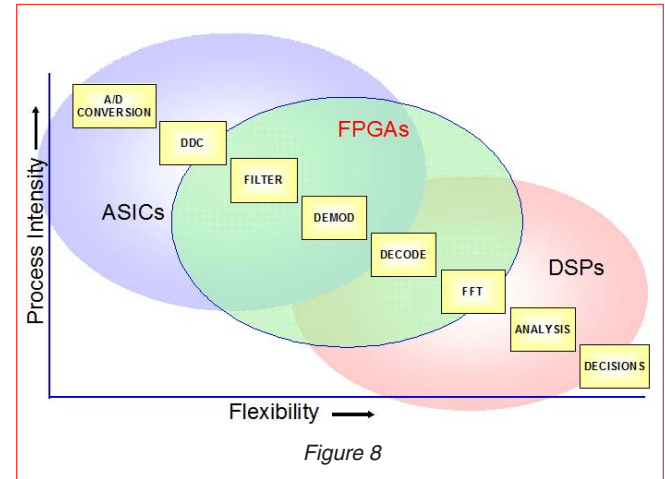 A/D
CONVERSION
DDC
FPGAs
FILTER
ASICs
DEMOD
DECODE
DSPs
FFT
ANALYSIS
DECISIONS
Process Intensity
Flexibility
Figure 8